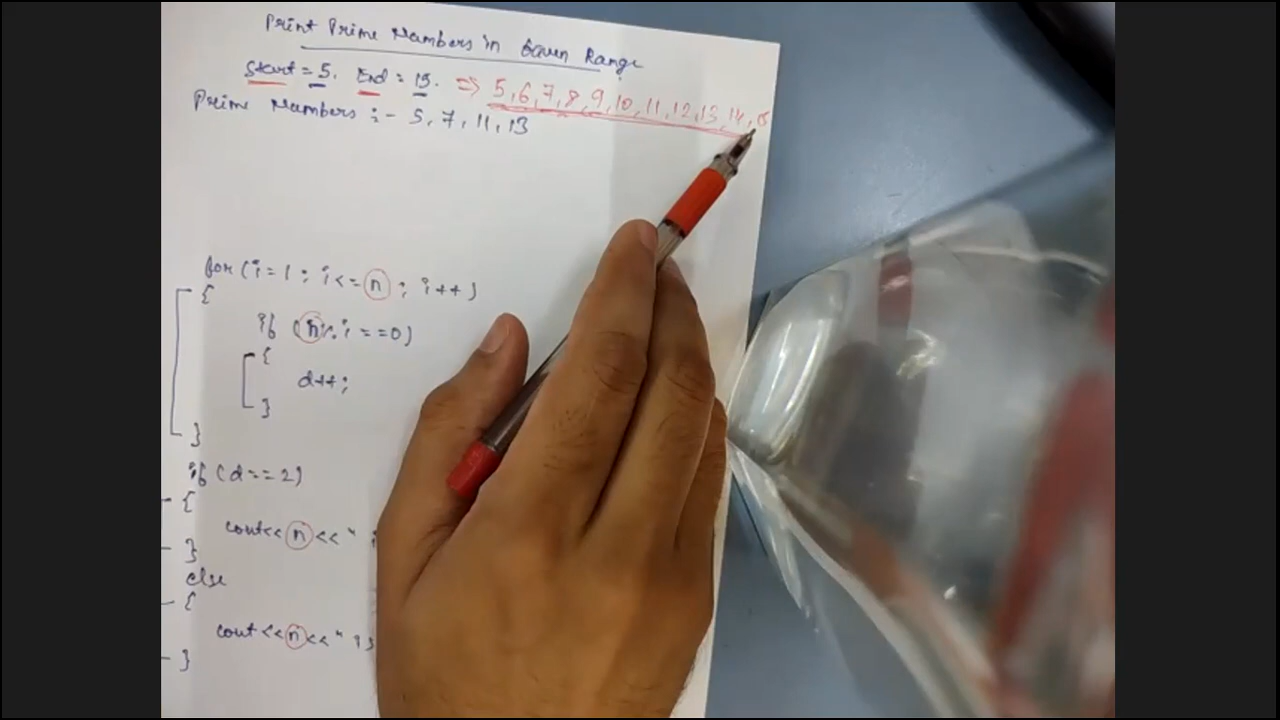 Print Prime Numbers in Given Range
Start = 5, End = 15. => 5,6,7,8,9,10,11,12,13,14,15
Prime Numbers :- 5,7,11,13
for(i=1; i<=n; i++)
{
if (n%i==0)
{
d++;
}
}
if (d==2)
{
cout<<n<<"
}
else
{
cout<<n<<"
}